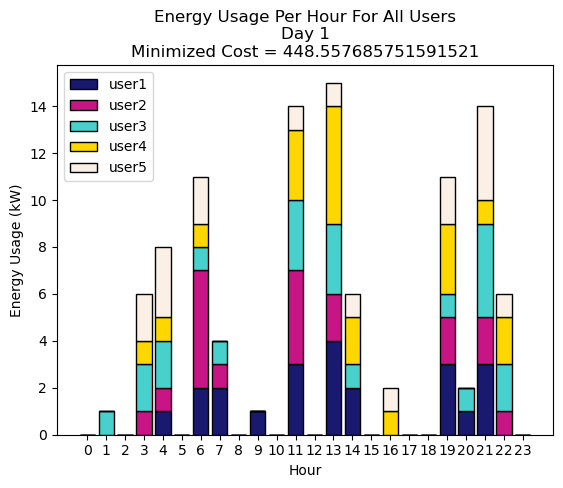 Energy Usage Per Hour For All Users
Day 1
Minimized Cost = 448.557685751591521
user1
user2
user3
user4
user5
Energy Usage (kW)
14
12
10
8
6
4
2
0
0 1 2 3 4 5 6 7 8 9 10 11 12 13 14 15 16 17 18 19 20 21 22 23
Hour